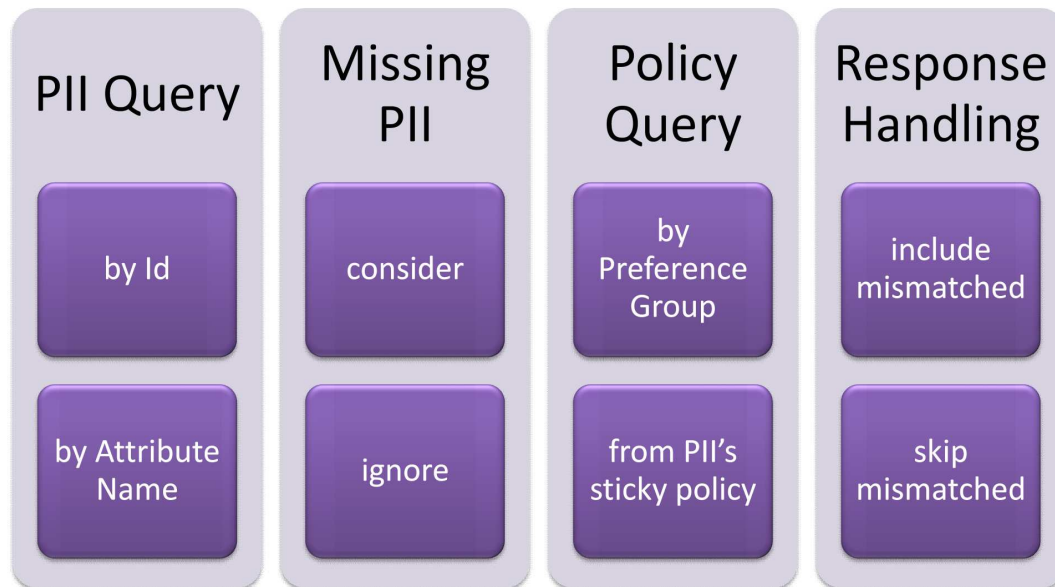 PII Query
by Id
by Attribute
Name
Missing
PII
consider
ignore
Policy
Query
by
Preference
Group
from PII’s
sticky policy
Response
Handling
include
mismatched
skip
mismatched